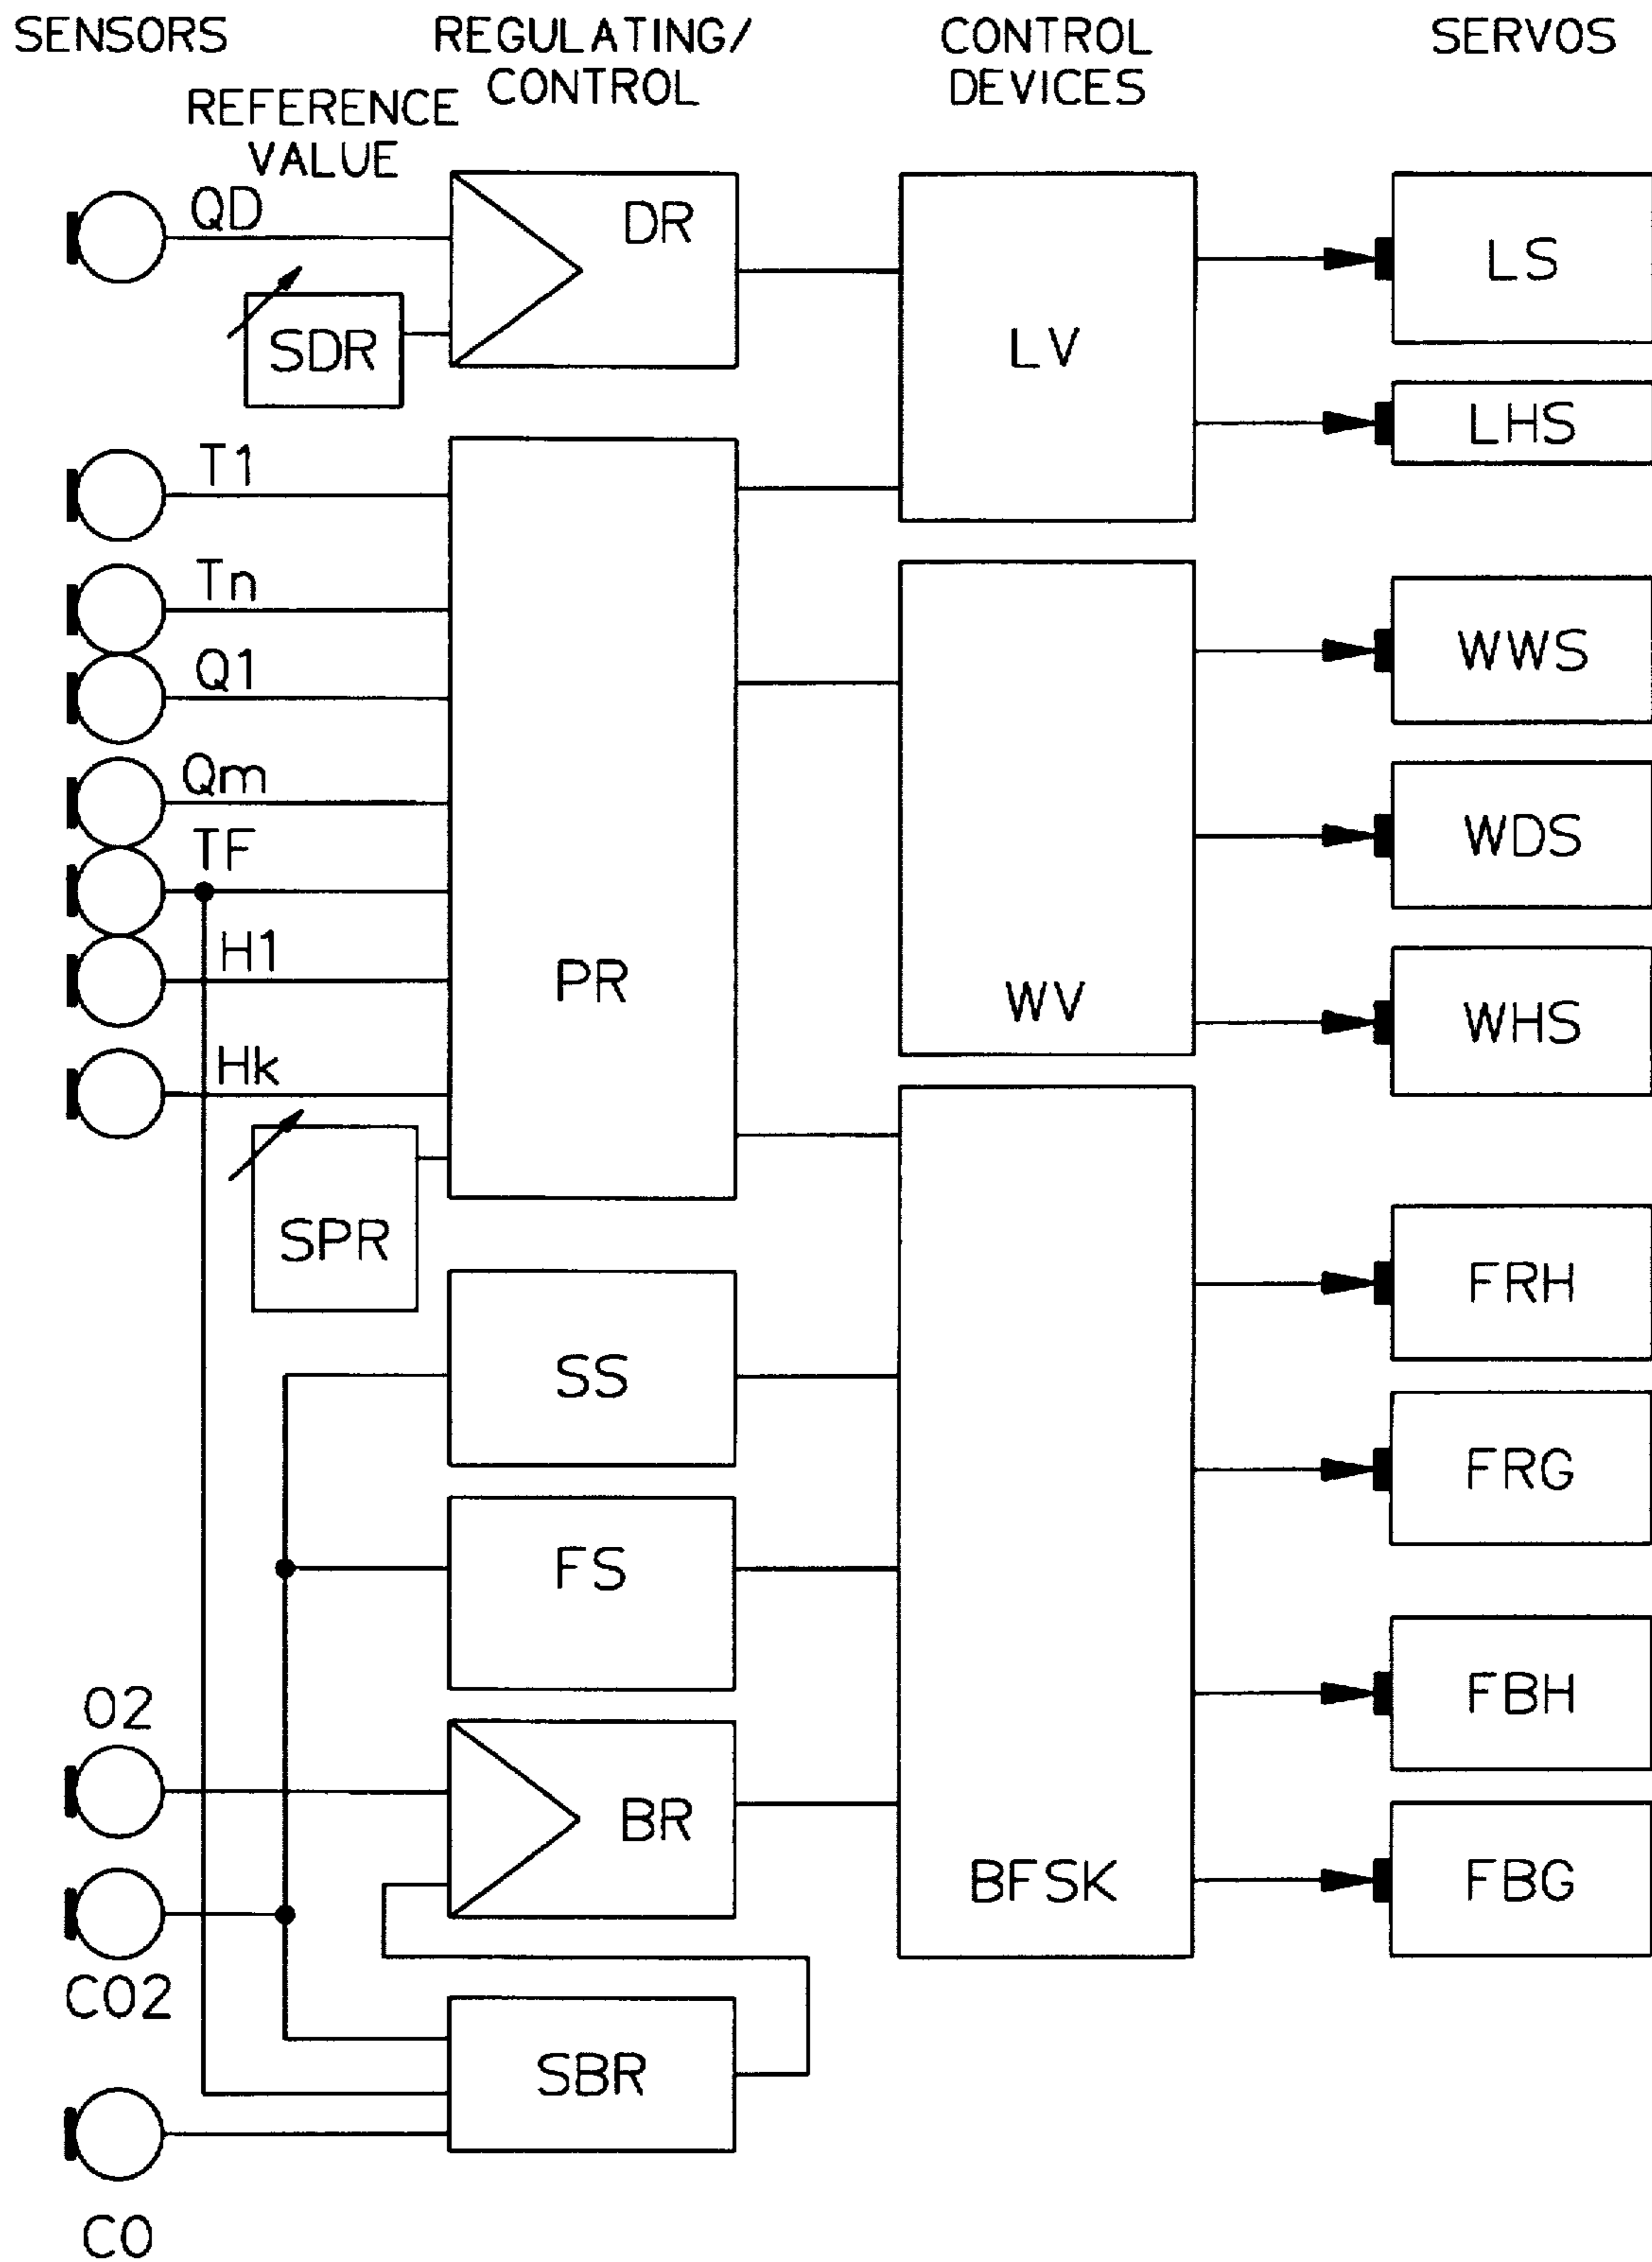 SENSORS
REGULATING/
CONTROL
CONTROL
DEVICES
SERVOS
REFERENCE
VALUE
QD
DR
SDR
LV
LS
LHS
T1
Tn
Q1
Qm
TF
H1
Hk
PR
SPR
WV
WWS
WDS
WHS
SS
FS
BR
SBR
BFSK
FRH
FRG
FBH
FBG
O2
CO2
CO